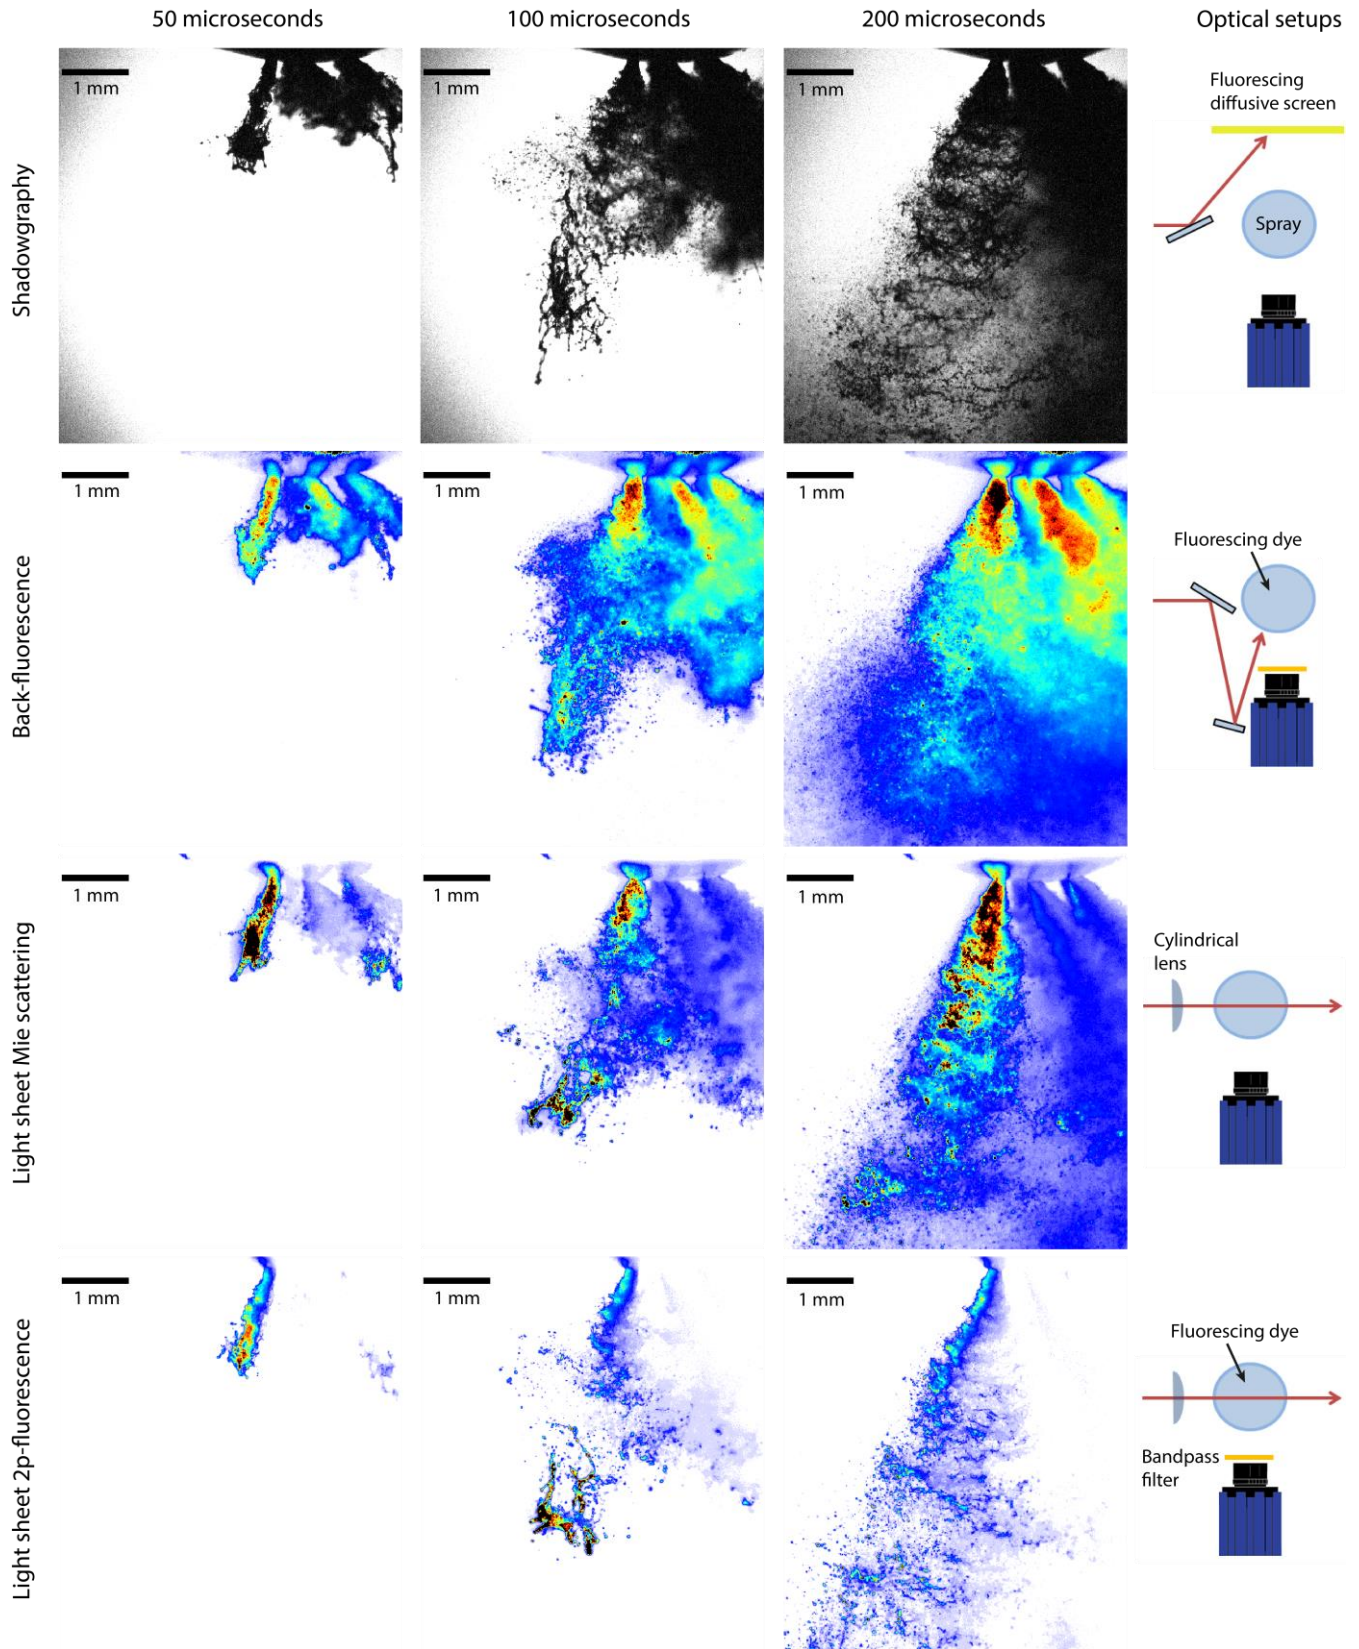 50 microseconds
100 microseconds
200 microseconds
Optical setups
Shadowgraphy
1 mm
1 mm
1 mm
Fluorescing
diffusive screen
Spray
Back-fluorescence
1 mm
1 mm
1 mm
Fluorescing dye
Light sheet Mie scattering
1 mm
1 mm
1 mm
Cylindrical
lens
Light sheet 2p-fluorescence
1 mm
1 mm
1 mm
Fluorescing dye
Bandpass
filter